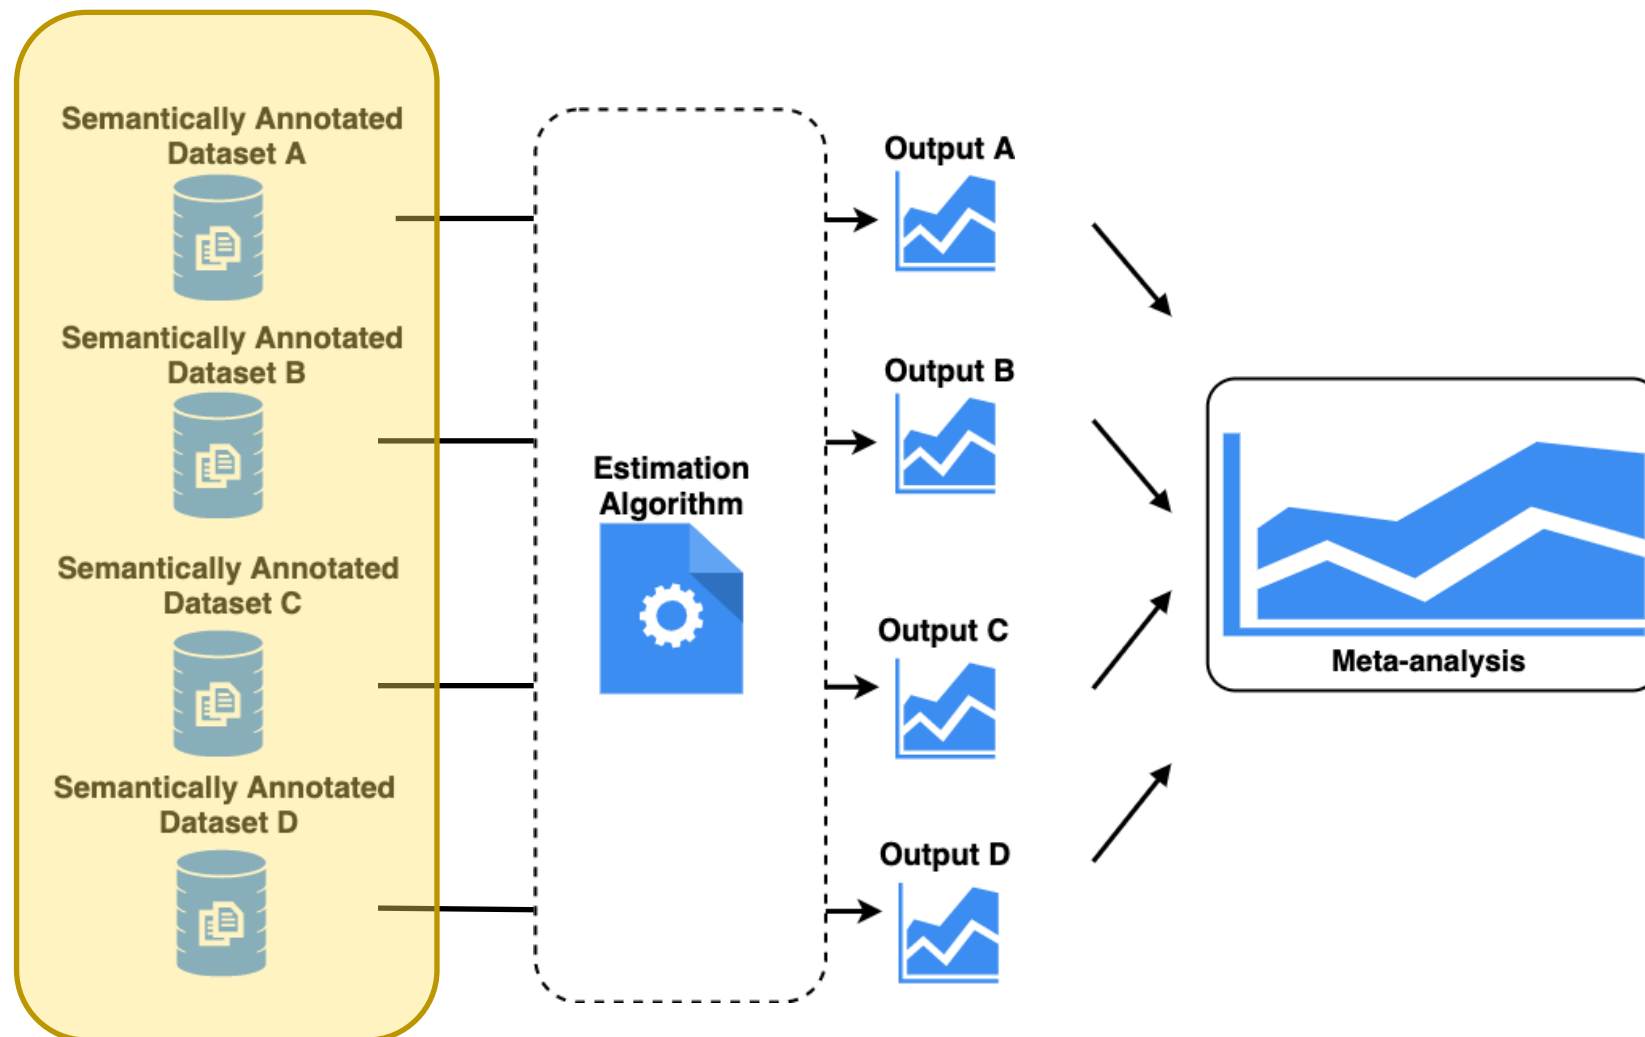 Semantically Annotated
Dataset A
Semantically Annotated
Dataset B
Semantically Annotated
Dataset C
Semantically Annotated
Dataset D
Estimation
Algorithm
Output A
Output B
Output C
Output D
Meta-analysis